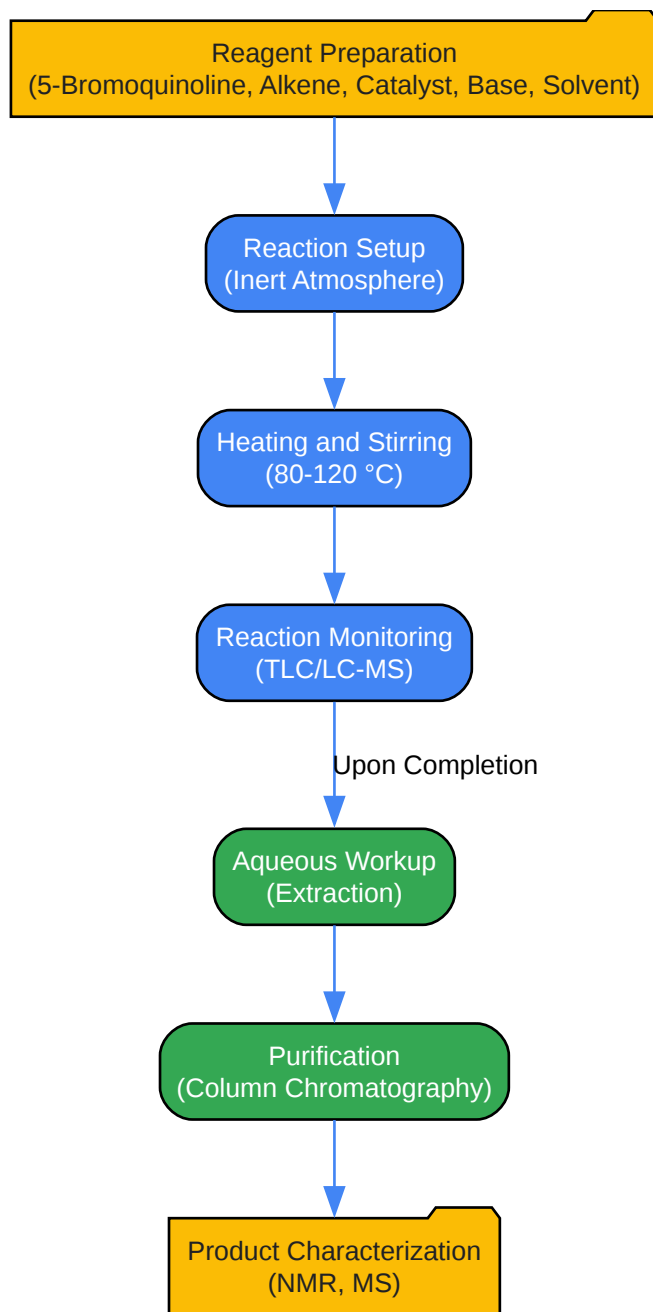 Reagent Preparation
(5-Bromoquinoline, Alkene, Catalyst, Base, Solvent)
Reaction Setup
(Inert Atmosphere)
Heating and Stirring
(80-120 °C)
Reaction Monitoring
(TLC/LC-MS)
Upon Completion
Aqueous Workup
(Extraction)
Purification
(Column Chromatography)
Product Characterization
(NMR, MS)